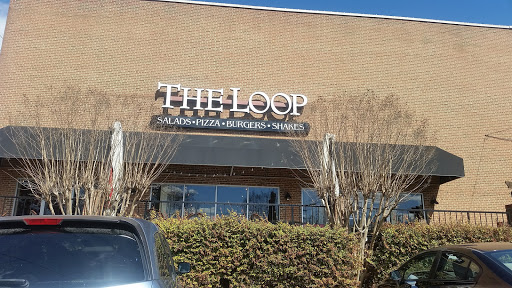 THE LOOP
SALADS • PIZZA • BURGERS • SHAKES